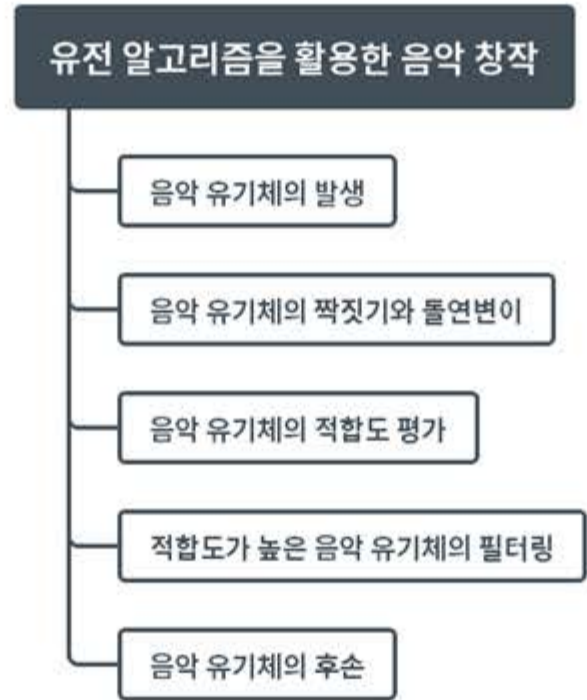 유전 알고리즘을 활용한 음악 창작
음악 유기체의 발생
음악 유기체의 짝짓기와 돌연변이
음악 유기체의 적합도 평가
적합도가 높은 음악 유기체의 필터링
음악 유기체의 후손